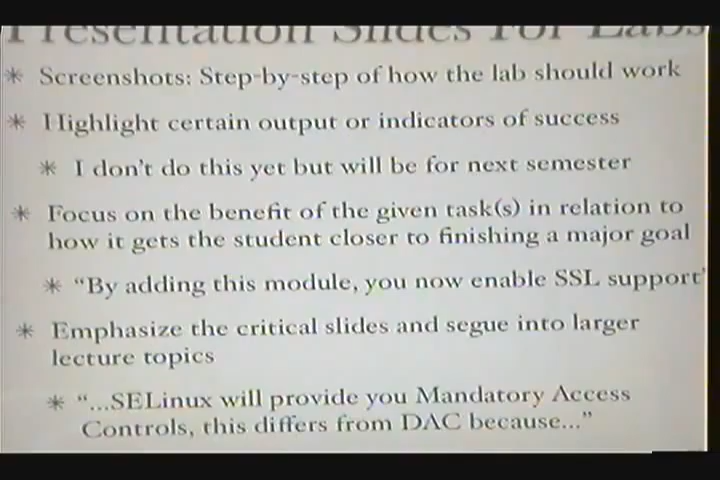 Presentation Slides For Labs
* Screenshots: Step-by-step of how the lab should work
* Highlight certain output or indicators of success
* I don't do this yet but will be for next semester
* Focus on the benefit of the given task(s) in relation to
how it gets the student closer to finishing a major goal
* "By adding this module, you now enable SSL support"
* Emphasize the critical slides and segue into larger
lecture topics
* "...SELinux will provide you Mandatory Access
Controls, this differs from DAC because..."